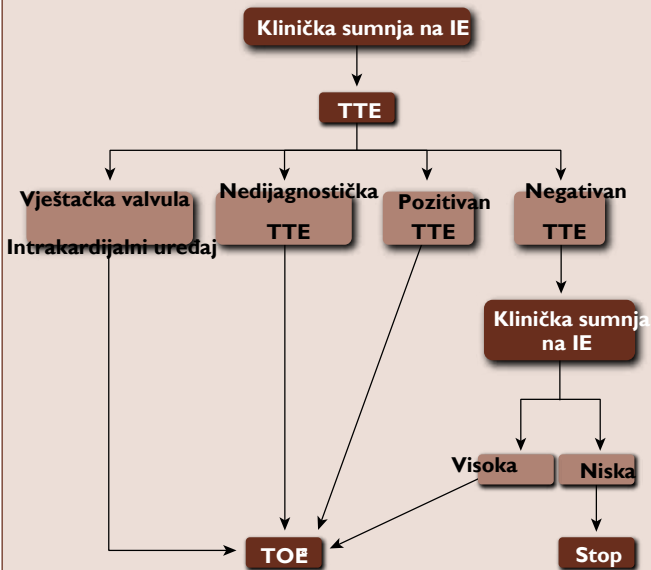 Klinička sumnja na IE
TTE
Vještačka valvula
Intrakardijalni uređaj
Nedijagnostička
TTE
Pozitivan
TTE
Negativan
TTE
Klinička sumnja
na IE
Visoka
Niska
TOE
Stop